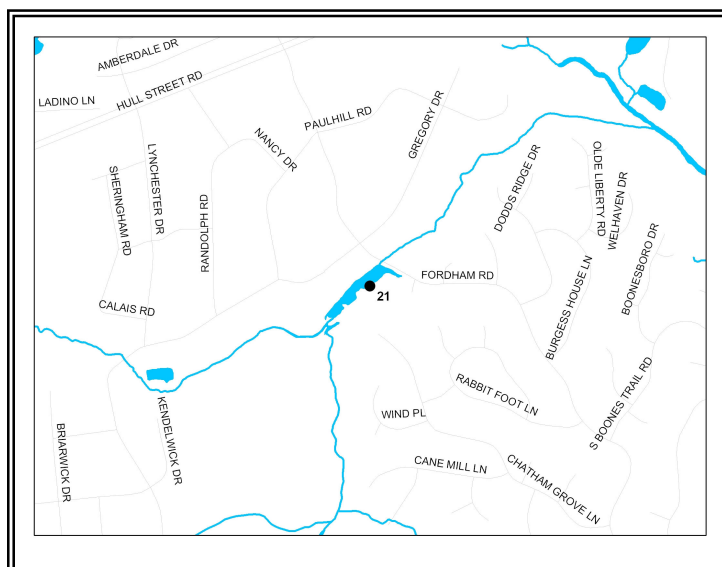 AMBERDALE DR
LADINO LN
HULL STREET RD
PAULHILL RD
GREGORY DR
NANCY DR
LYNCHESTER DR
SHERINGHAM RD
RANDOLPH RD
DODDS RIDGE DR
OLDE LIBERTY RD
WELHAVEN DR
BOONESBORO DR
FORDHAM RD
21
CALAIS RD
BURGESS HOUSE LN
RABBIT FOOT LN
S BOONES TRAIL RD
WIND PL
KENDELWICK DR
BRIARWICK DR
CANE MILL LN
CHATHAM GROVE LN